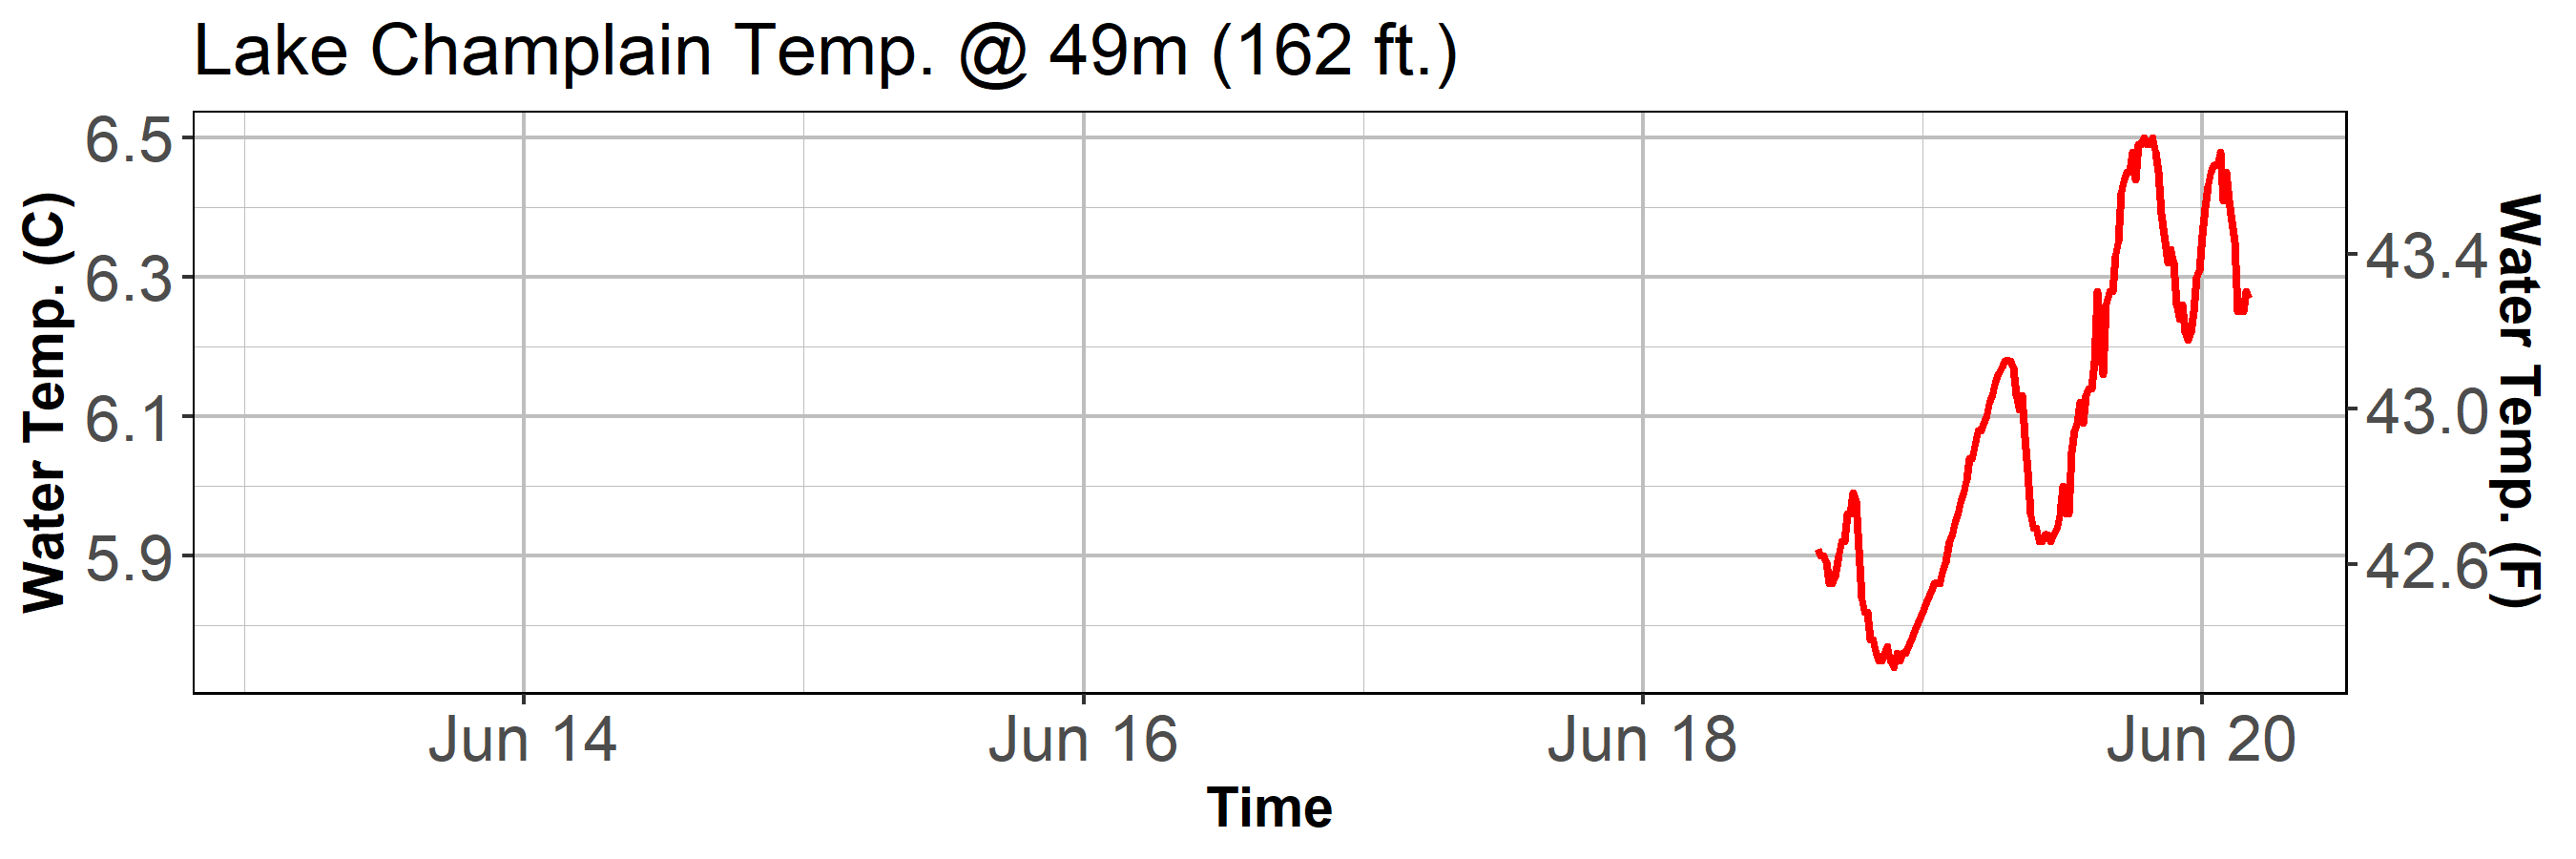 Lake Champlain Temp. @ 49m (162 ft.)
Water Temp. (C)
6.5
6.3
6.1
5.9
43.4
43.0
42.6
Water Temp. (F)
Jun 14
Jun 16
Jun 18
Jun 20
Time